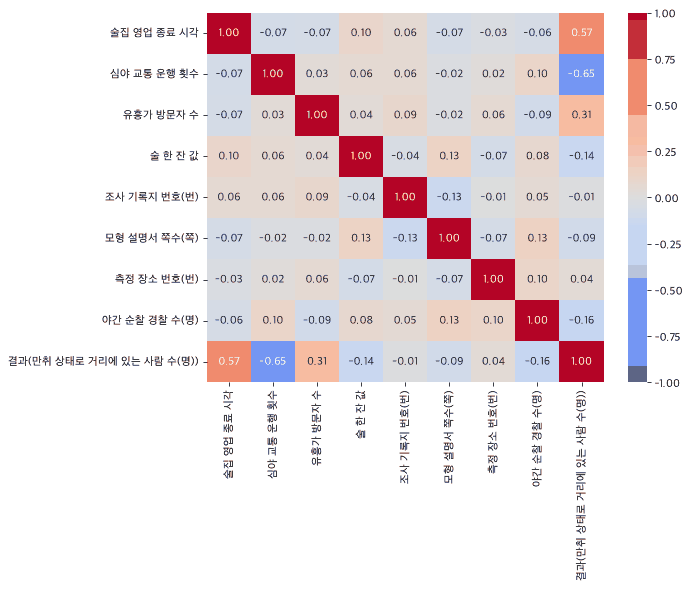 술집 영업 종료 시각 1.00 -0.07 -0.07 0.10 0.06 -0.07 -0.03 -0.06 0.57
심야 교통 운행 횟수 -0.07 1.00 0.03 0.06 0.06 -0.02 0.02 0.10 -0.65
유흥가 방문자 수 -0.07 0.03 1.00 0.04 0.09 -0.02 0.06 -0.09 0.31
술 한 잔 값 0.10 0.06 0.04 1.00 -0.04 0.13 -0.07 0.08 -0.14
조사 기록지 번호(번) 0.06 0.06 0.09 -0.04 1.00 -0.13 -0.01 0.05 -0.01
모형 설명서 쪽수(쪽) -0.07 -0.02 -0.02 0.13 -0.13 1.00 -0.07 0.13 -0.09
측정 장소 번호(번) -0.03 0.02 0.06 -0.07 -0.01 -0.07 1.00 0.10 0.04
야간 순찰 경찰 수(명) -0.06 0.10 -0.09 0.08 0.05 0.13 0.10 1.00 -0.16
결과(만취 상태로 거리에 있는 사람 수(명)) 0.57 -0.65 0.31 -0.14 -0.01 -0.09 0.04 -0.16 1.00
술집 영업 종료 시각
심야 교통 운행 횟수
유흥가 방문자 수
술 한 잔 값
조사 기록지 번호(번)
모형 설명서 쪽수(쪽)
측정 장소 번호(번)
야간 순찰 경찰 수(명)
결과(만취 상태로 거리에 있는 사람 수(명))
1.00
0.75
0.50
0.25
0.00
-0.25
-0.50
-0.75
-1.00